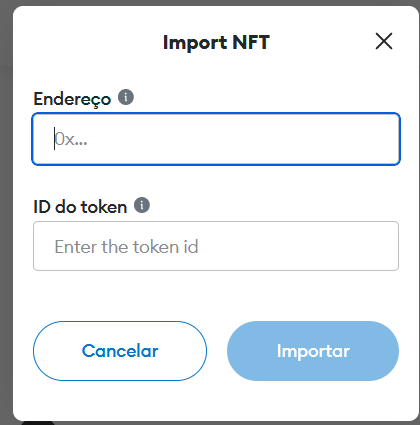 Import NFT
Endereço
0x...
ID do token
Enter the token id
Cancelar
Importar